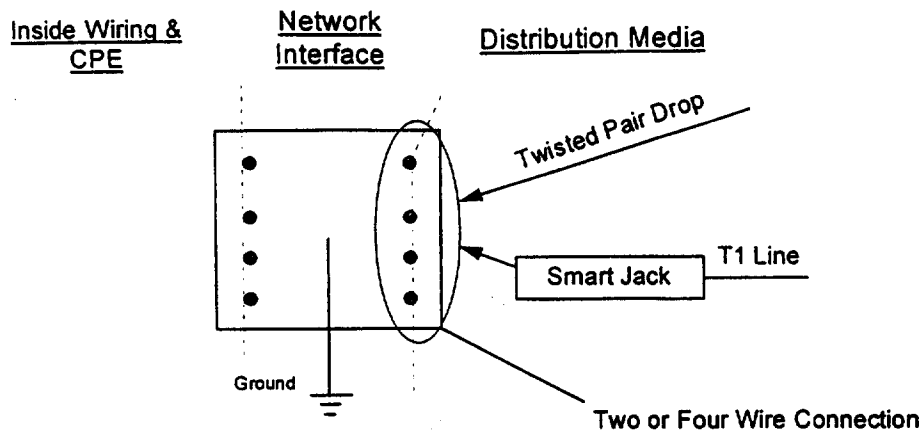 Inside Wiring &
CPE
Network
Interface
Distribution Media
Twisted Pair Drop
T1 Line
Smart Jack
Ground
Two or Four Wire Connection